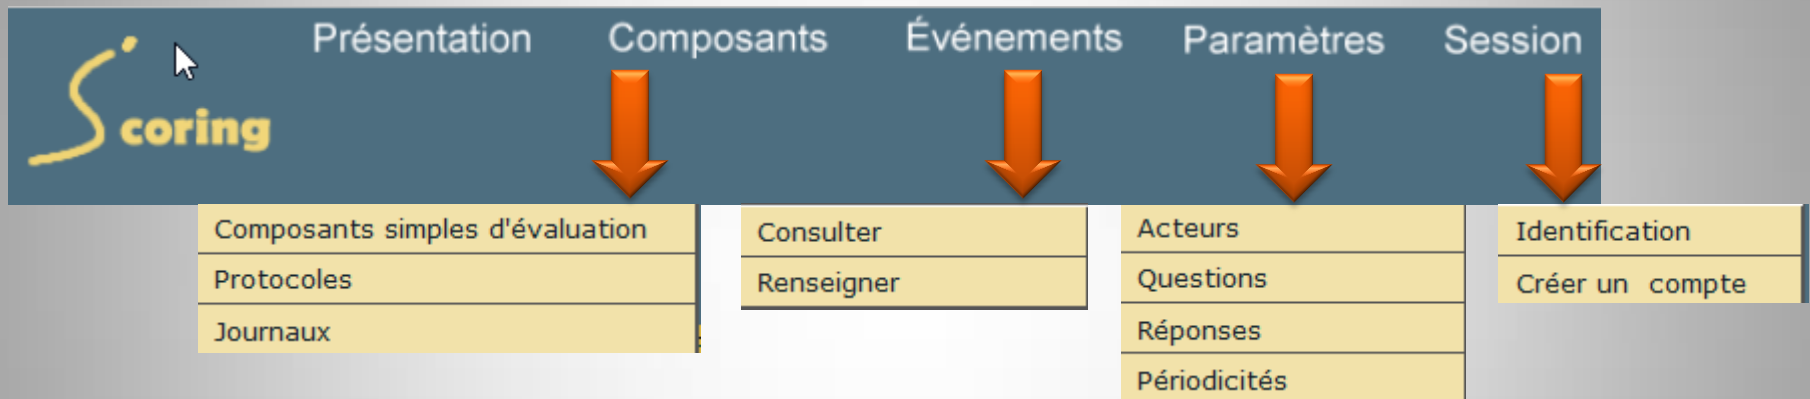 Scoring
Présentation
Composants
Événements
Paramètres
Session
Composants simples d'évaluation
Protocoles
Journaux
Consulter
Renseigner
Acteurs
Questions
Réponses
Périodicités
Identification
Créer un compte